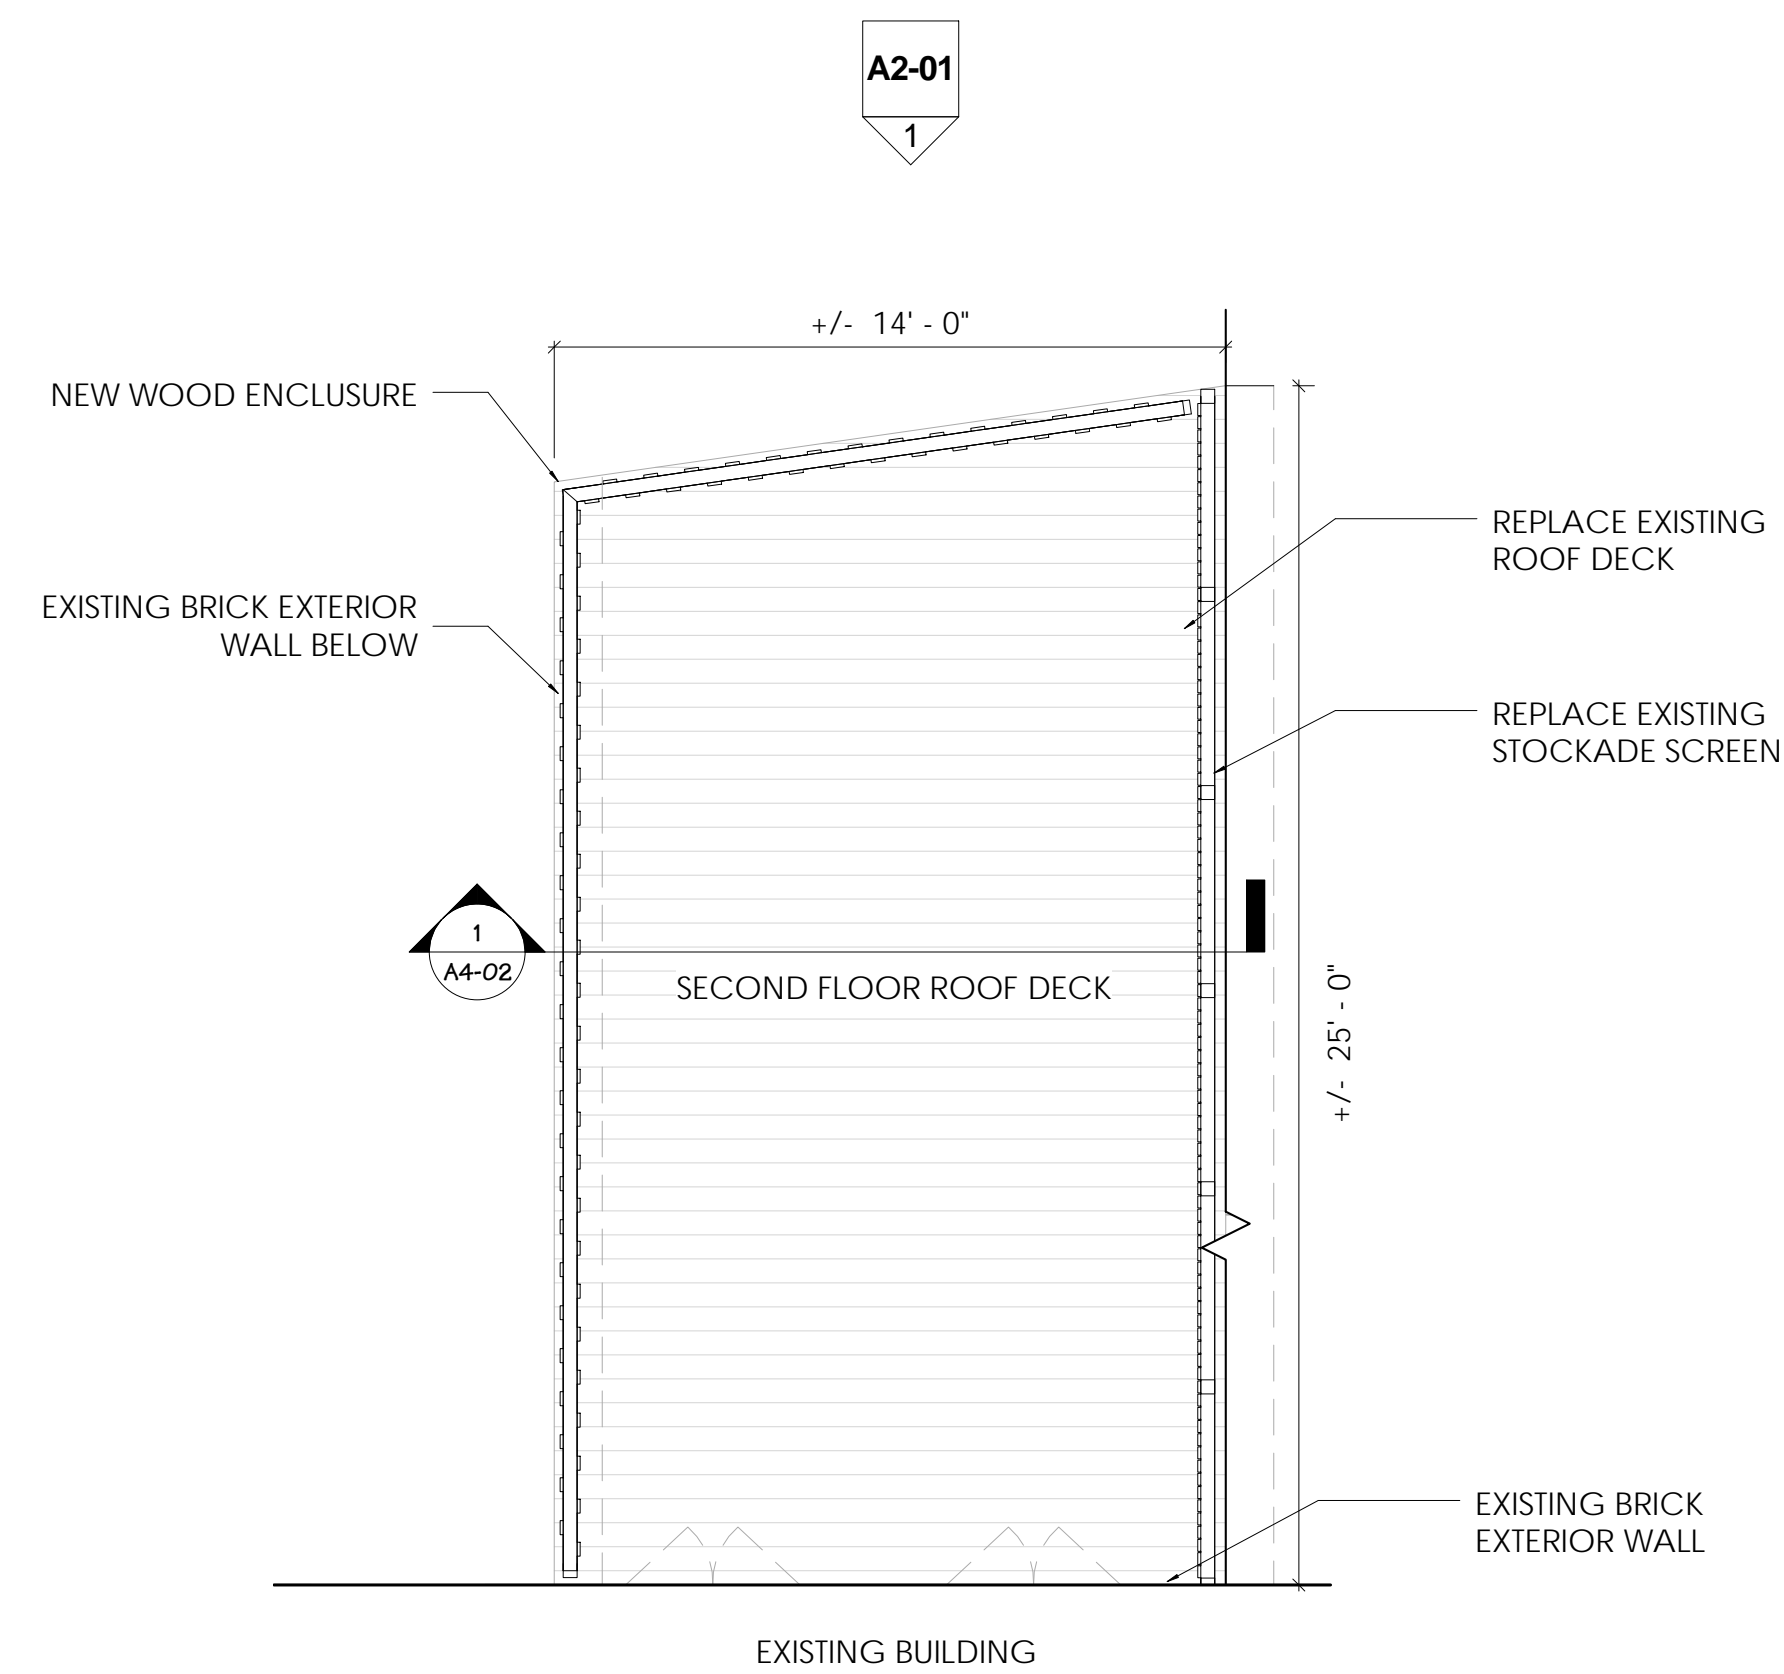 A2-01
1
+/- 14' - 0"
NEW WOOD ENCLUSURE
REPLACE EXISTING
ROOF DECK
EXISTING BRICK EXTERIOR
WALL BELOW
REPLACE EXISTING
STOCKADE SCREEN
1
A4-02
SECOND FLOOR ROOF DECK
+/- 25' - 0"
EXISTING BRICK
EXTERIOR WALL
EXISTING BUILDING